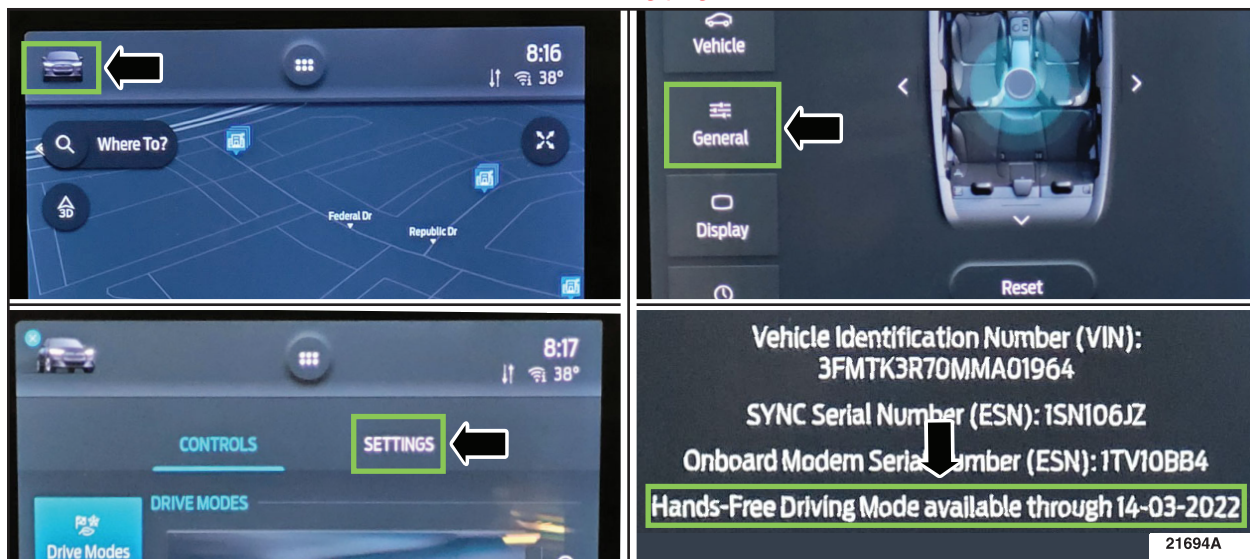 8:16
38°
Where To?
3D
Federal Dr
Republic Dr
Vehicle
General
Display
Reset
8:17
38°
CONTROLS
SETTINGS
DRIVE MODES
Drive Modes
Vehicle Identification Number (VIN):
3FMTK3R70MMA01964
SYNC Serial Number (ESN): 1SN106JZ
Onboard Modem Serial Number (ESN): 1TV10BB4
Hands-Free Driving Mode available through 14-03-2022
21694A